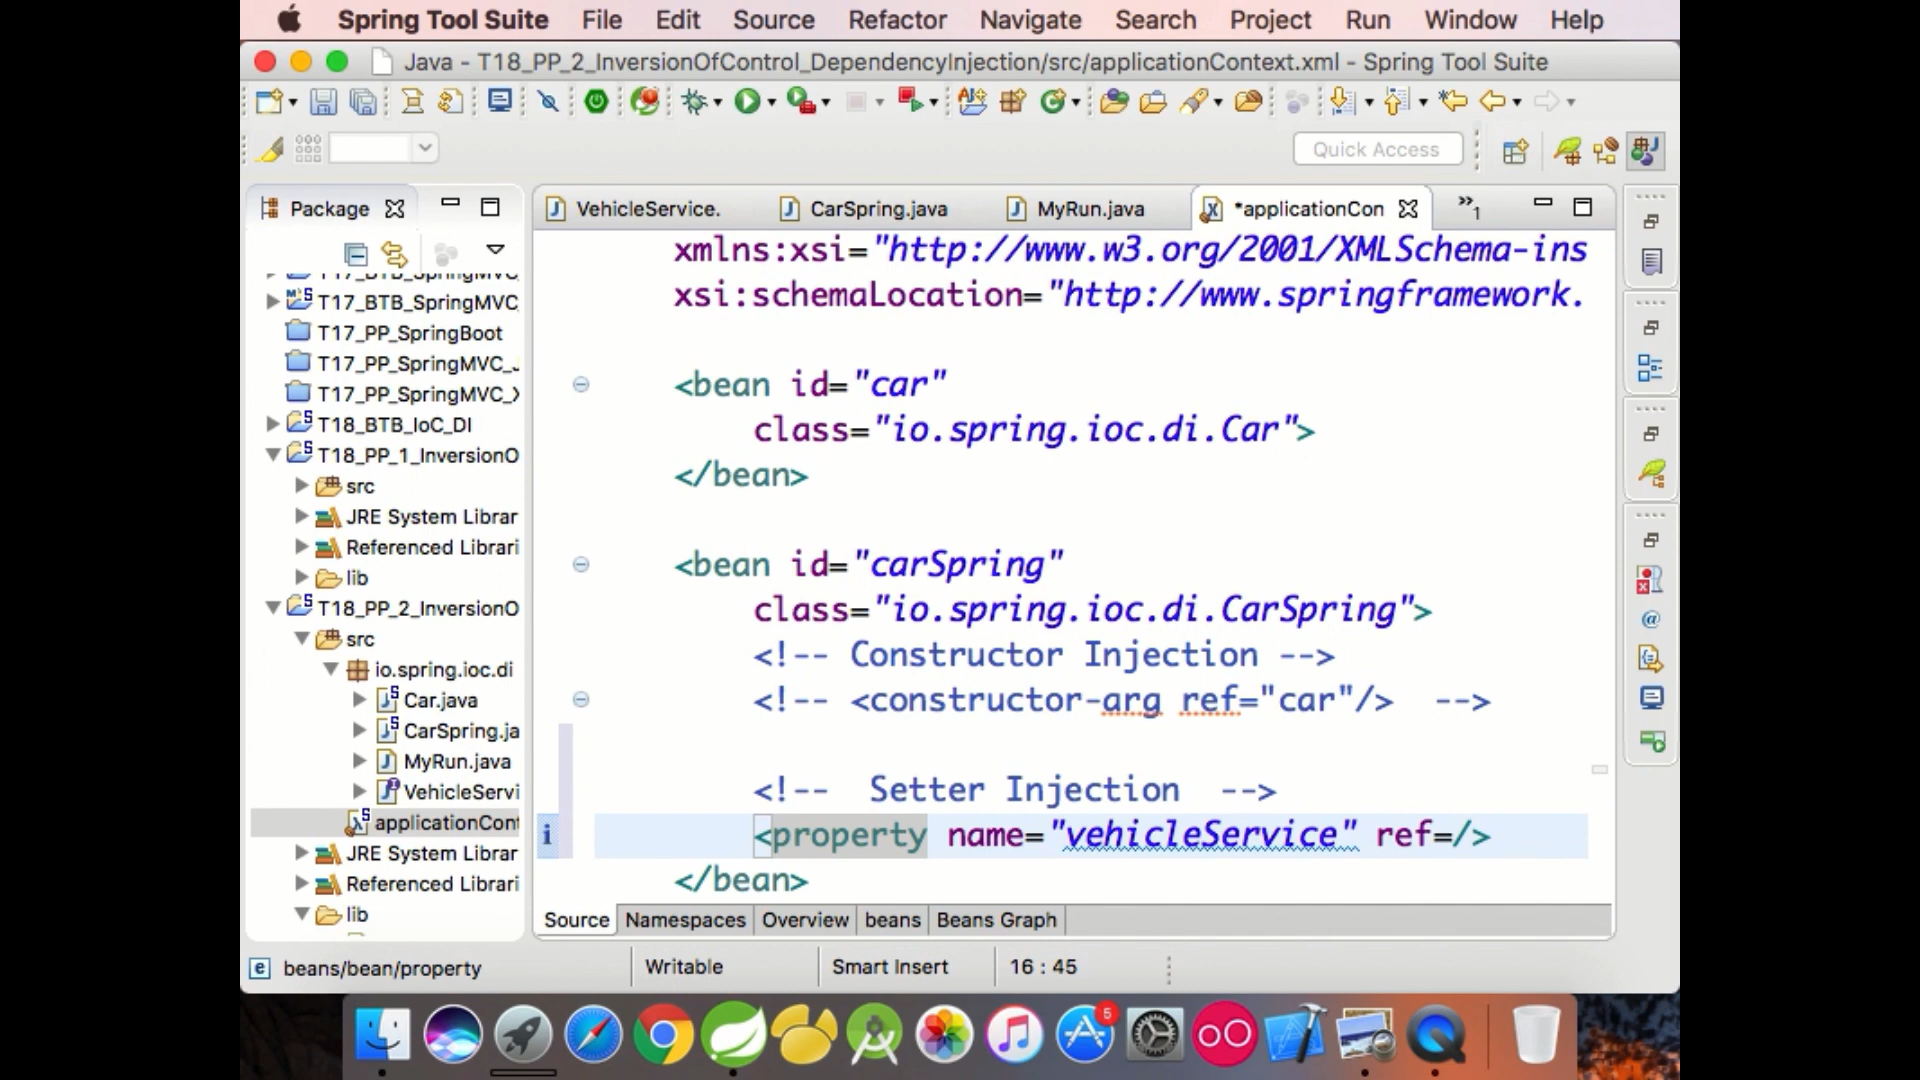 Spring Tool Suite File Edit Source Refactor Navigate Search Project Run Window Help
Java - T18_PP_2_InversionOfControl_DependencyInjection/src/applicationContext.xml - Spring Tool Suite
Quick Access
Package
VehicleService. CarSpring.java MyRun.java *applicationCon »1
T17_BTB_SpringMVC
T17_BTB_SpringMVC
T17_PP_SpringBoot
T17_PP_SpringMVC_
T17_PP_SpringMVC_X
T18_BTB_IoC_DI
T18_PP_1_InversionO
src
JRE System Librar
Referenced Librari
lib
T18_PP_2_InversionO
src
io.spring.ioc.di
Car.java
CarSpring.ja
MyRun.java
VehicleServi
applicationCont
JRE System Librar
Referenced Librari
lib
xmlns:xsi="http://www.w3.org/2001/XMLSchema-ins
xsi:schemaLocation="http://www.springframework.
<bean id="car"
class="io.spring.ioc.di.Car">
</bean>
<bean id="carSpring"
class="io.spring.ioc.di.CarSpring">
<!-- Constructor Injection -->
<!-- <constructor-arg ref="car"/> -->
<!-- Setter Injection -->
<property name="vehicleService" ref=/>
</bean>
Source Namespaces Overview beans Beans Graph
beans/bean/property Writable Smart Insert 16 : 45
5